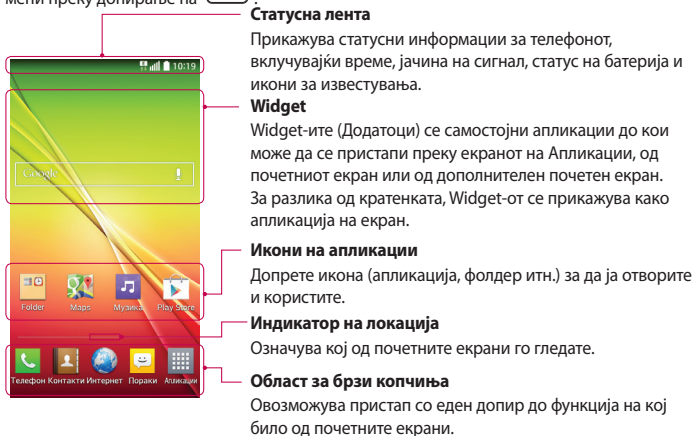 мени преку допирање на
Статусна лента
Прикажува статусни информации за телефонот,
вклучувајќи време, јачина на сигнал, статус на батерија и
икони за известувања.
Widget
Widget-ите (Додатоци) се самостојни апликации до кои
може да се пристапи преку екранот на Апликации, од
почетниот екран или од дополнителен почетен екран.
За разлика од кратенката, Widget-от се прикажува како
апликација на екран.
Икони на апликации
Допрете икона (апликација, фолдер итн.) за да ја отворите
и користите.
Индикатор на локација
Означува кој од почетните екрани го гледате.
Област за брзи копчиња
Овозможува пристап со еден допир до функција на кој
било од почетните екрани.
10:19
Google
Folder Maps Музика Play Store
Телефон Контакти Интернет Пораки Апликации